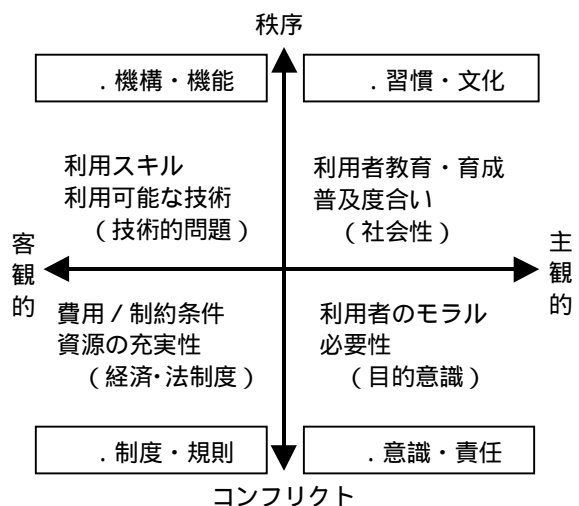 秩序
．機構・機能
．習慣・文化
利用スキル
利用可能な技術
（技術的問題）
利用者教育・育成
普及度合い
（社会性）
客観的
主観的
費用／制約条件
資源の充実性
（経済・法制度）
利用者のモラル
必要性
（目的意識）
．制度・規則
．意識・責任
コンフリクト